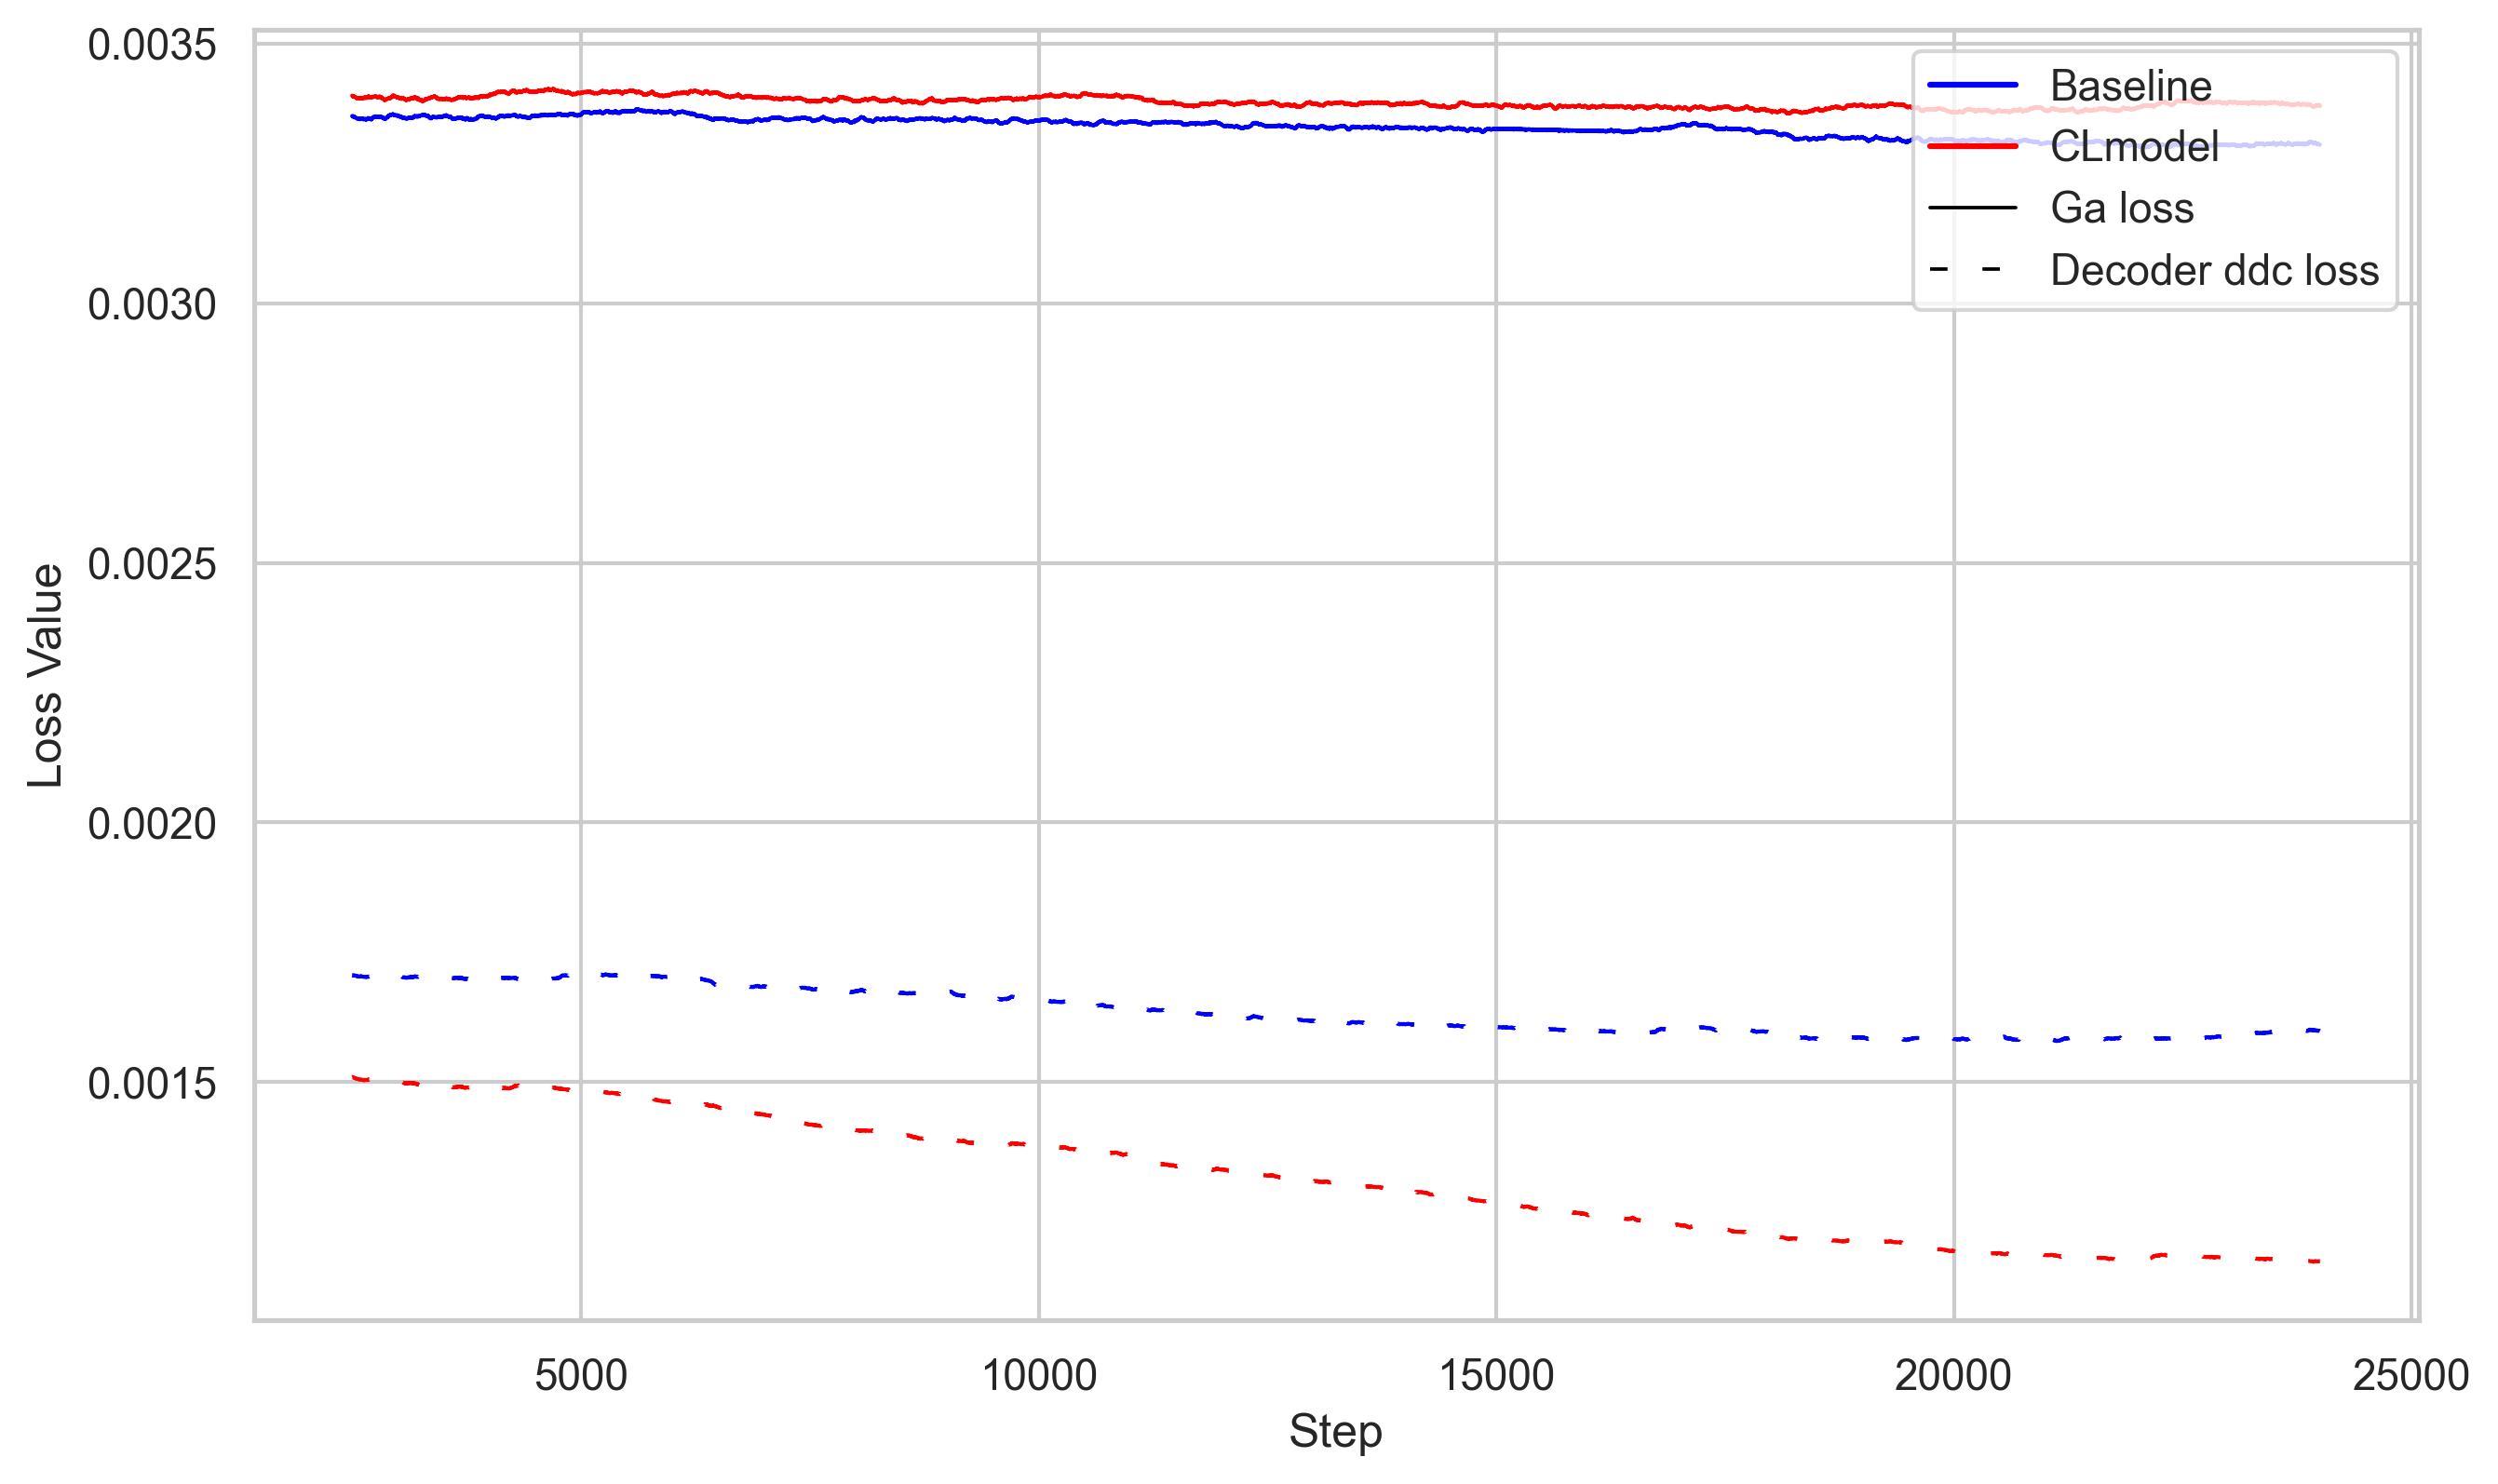 0.0035
0.0030
0.0025
0.0020
0.0015
Loss Value
Baseline
CLmodel
Ga loss
Decoder ddc loss
5000 10000 15000 20000 25000
Step